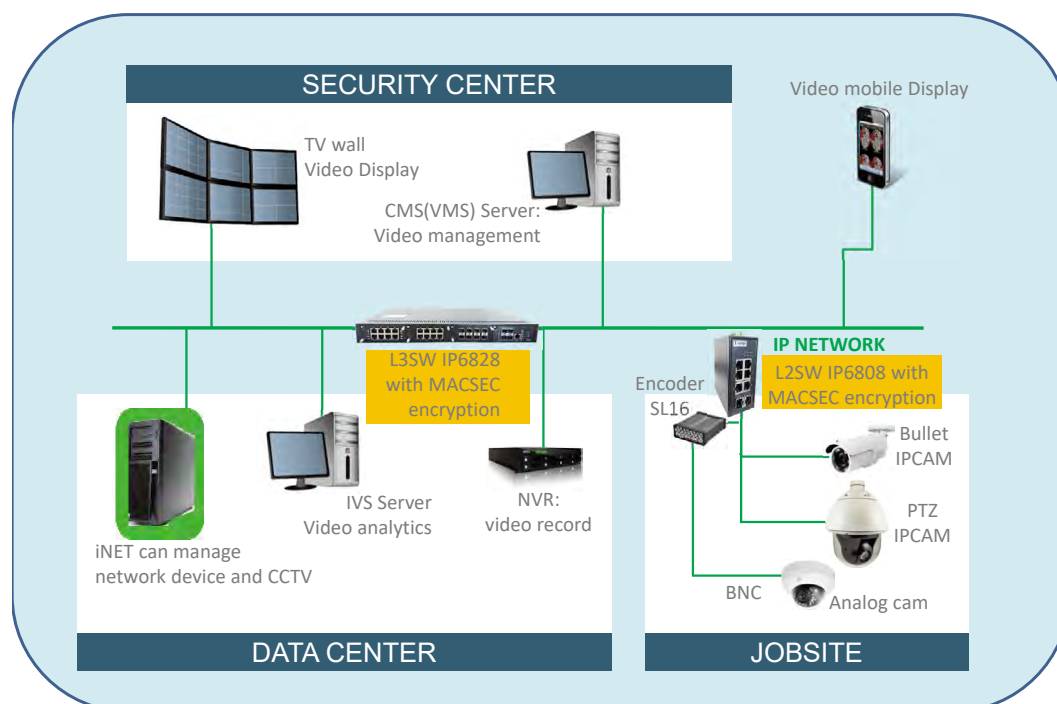 SECURITY CENTER
Video mobile Display
TV wall
Video Display
CMS(VMS) Server:
Video management
L3SW IP6828
with MACSEC
encryption
IP NETWORK
L2SW IP6808 with
MACSEC encryption
Encoder
SL16
Bullet
IPCAM
PTZ
IPCAM
BNC
Analog cam
IVS Server
Video analytics
NVR:
video record
iNET can manage
network device and CCTV
DATA CENTER
JOBSITE